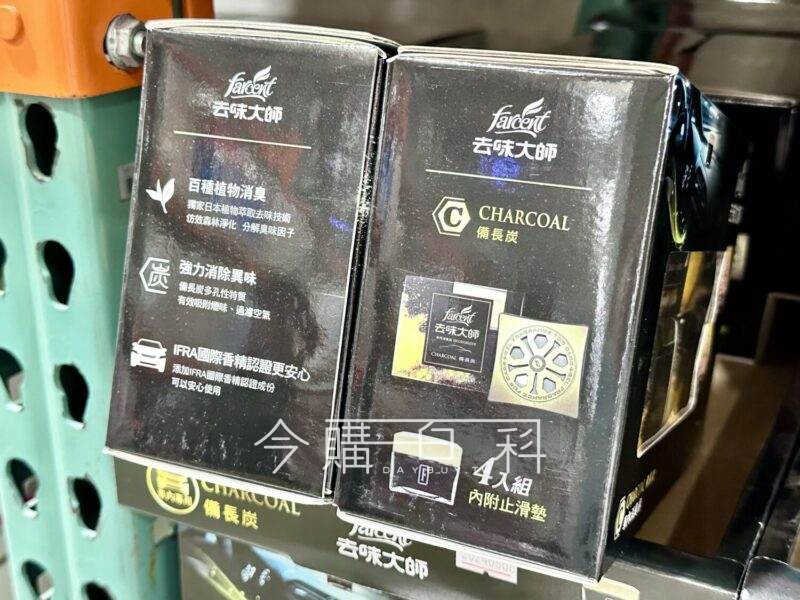 farcent
去味大師
百種植物消臭
獨家日本植物萃取去味技術
仿效森林淨化 分解臭味因子
炭
強力消除異味
備長炭多孔性特質
有效吸附煙味、過濾空氣
IFRA國際香精認證更安心
添加IFRA國際香精認證成份
可以安心使用
farcent
去味大師
C CHARCOAL
備長炭
farcent
去味大師
CHARCOAL 備長炭
4入組
內附止滑墊
今購百科
DAYBUY
車內專用
CHARCOAL
備長炭
farcent
去味大師